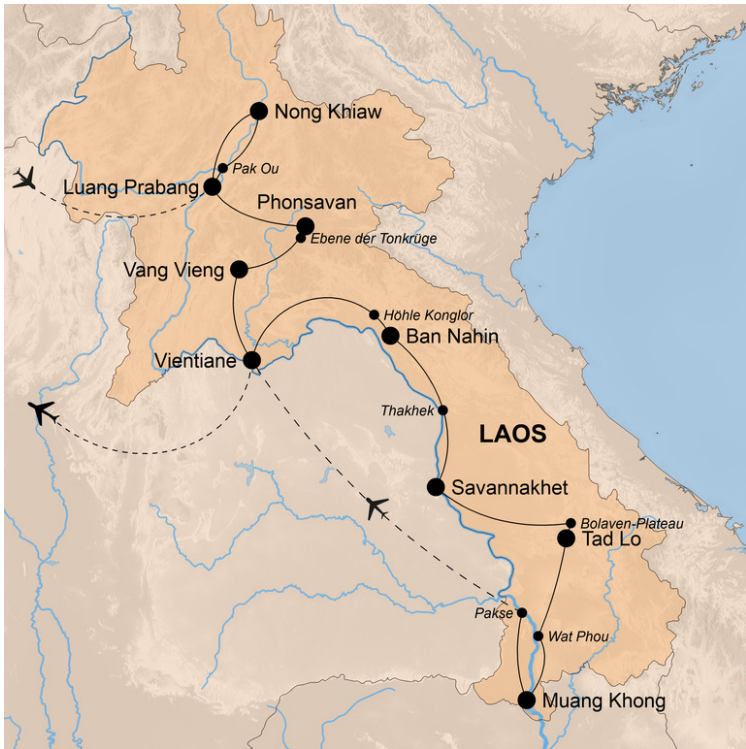 Nong Khiaw
Pak Ou
Luang Prabang
Phonsavan
Ebene der Tonkrüge
Vang Vieng
Höhle Konglor
Ban Nahin
Vientiane
Thakhek
LAOS
Savannakhet
Bolaven-Plateau
Tad Lo
Pakse
Wat Phou
Muang Khong